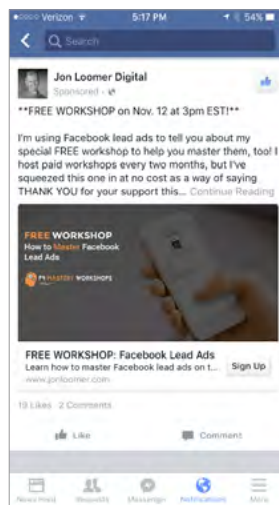 Verizon
5:17 PM
54%
Search
Jon Loomer Digital
Sponsored
**FREE WORKSHOP on Nov. 12 at 3pm EST!**
I'm using Facebook lead ads to tell you about my
special FREE workshop to help you master them, too! I
host paid workshops every two months, but I've
squeezed this one in at no cost as a way of saying
THANK YOU for your support this... Continue Reading
FREE WORKSHOP
How to Master Facebook
Lead Ads
MASTERY WORKSHOPS
FREE WORKSHOP: Facebook Lead Ads
Learn how to master Facebook lead ads on t...
Sign Up
www.jonloomer.com
19 Likes 2 Comments
Like
Comment
News Feed
Requests
Messenger
Notifications
More